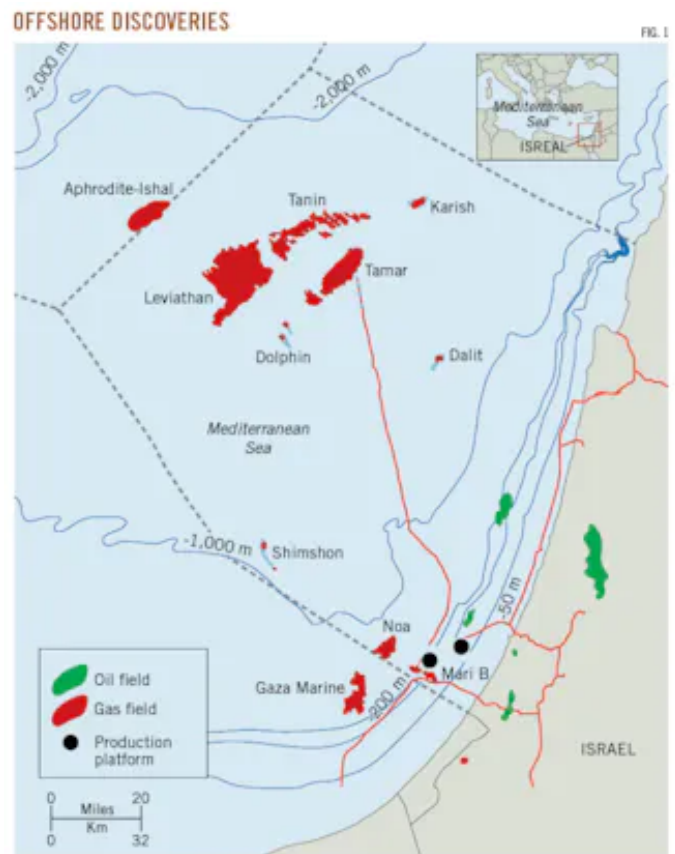 OFFSHORE DISCOVERIES
FIG. 1
-2,000 m
-2,000 m
Mediterranean
Sea
ISREAL
Aphrodite-Ishal
Tanin
Karish
Tamar
Leviathan
Dolphin
Dalit
Mediterranean
Sea
-1,000 m
Shimshon
-50 m
Noa
Mari B
Gaza Marine
-200 m
Oil field
Gas field
Production
platform
ISRAEL
0 20
Miles
Km
0 32